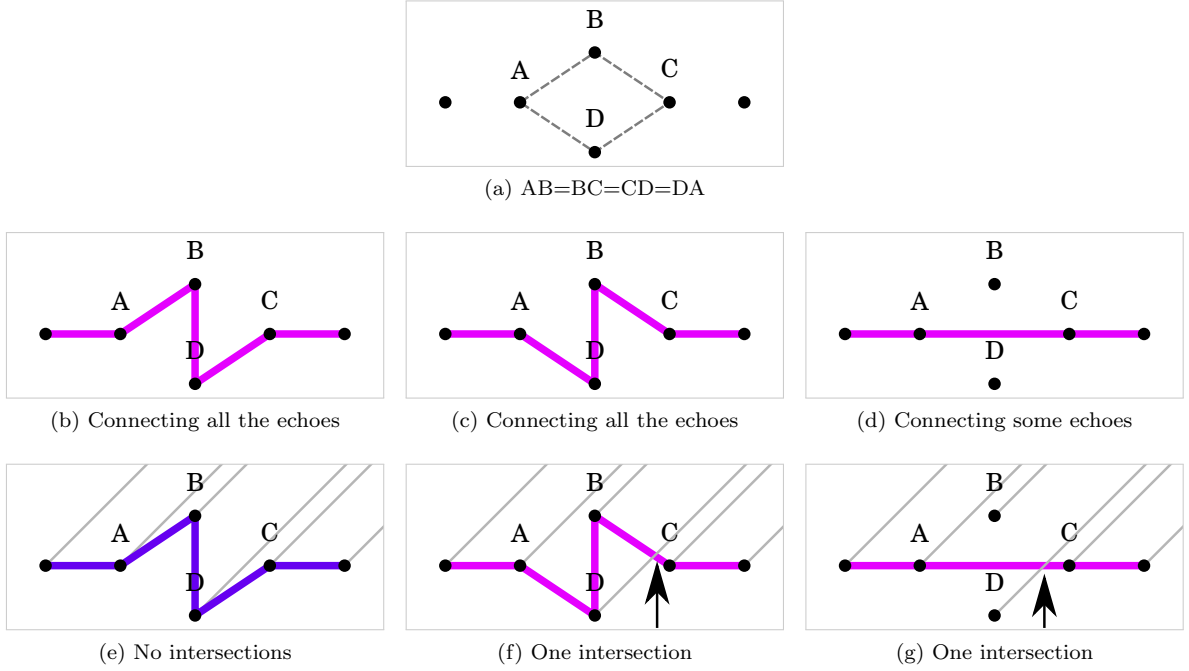 B
A
C
D
(a) AB=BC=CD=DA
B
A
C
D
(b) Connecting all the echoes
B
A
C
D
(c) Connecting all the echoes
B
A
C
D
(d) Connecting some echoes
B
A
C
D
(e) No intersections
B
A
C
D
(f) One intersection
B
A
C
D
(g) One intersection